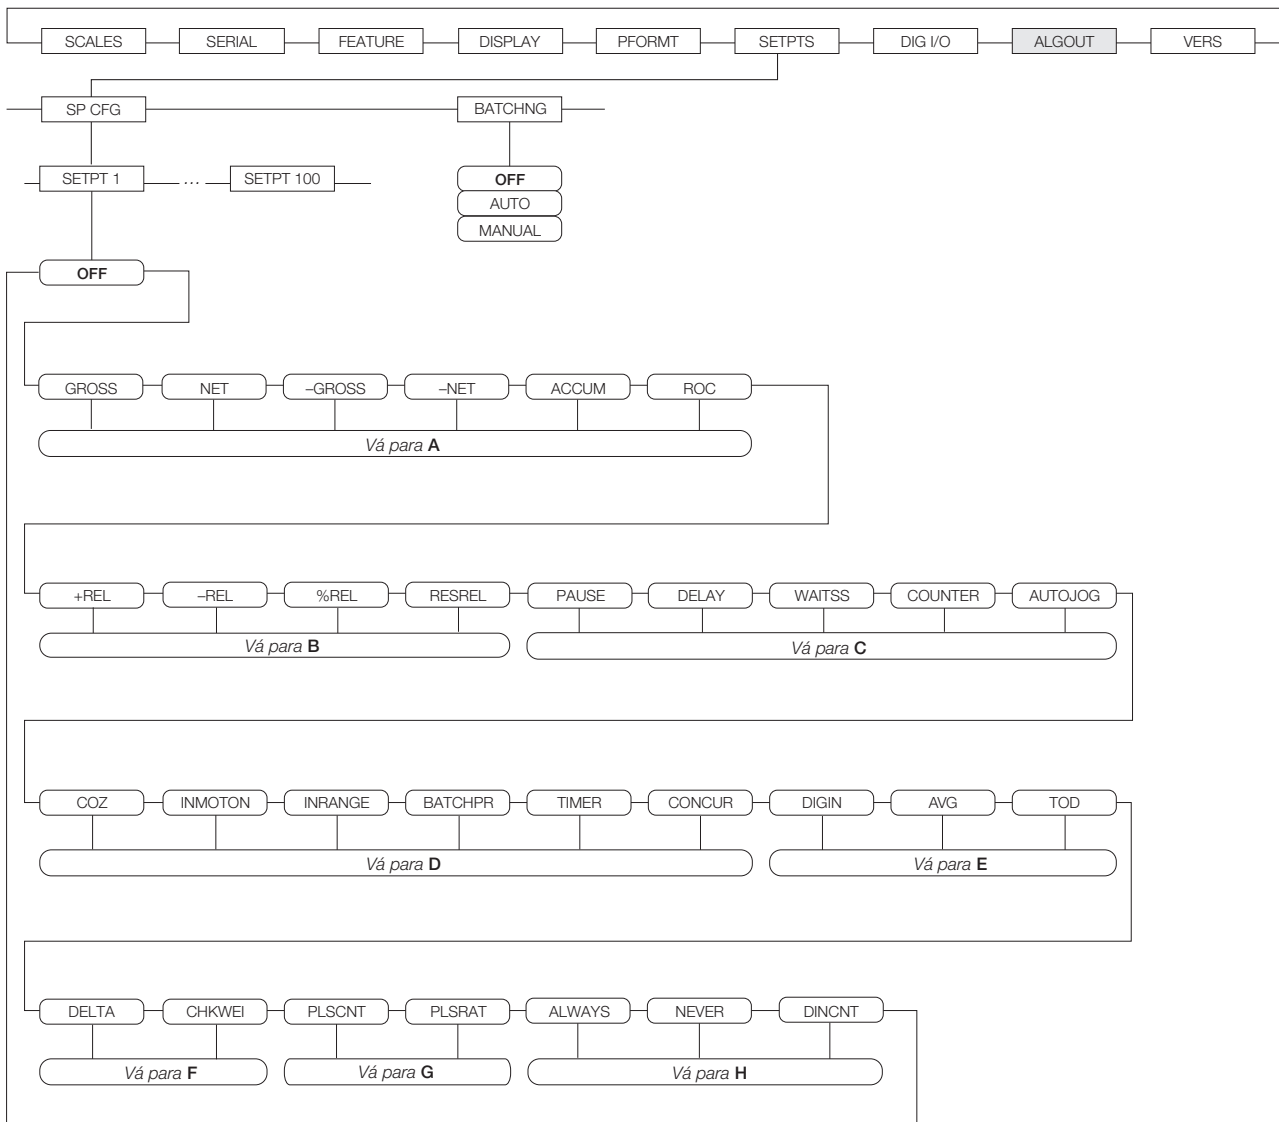 SCALES SERIAL FEATURE DISPLAY PFORMT SETPTS DIG I/O ALGOUT VERS
SP CFG BATCHNG
SETPT 1 ... SETPT 100 OFF
AUTO
MANUAL
OFF
GROSS NET –GROSS –NET ACCUM ROC
Vá para A
+REL –REL %REL RESREL PAUSE DELAY WAITSS COUNTER AUTOJOG
Vá para B Vá para C
COZ INMOTON INRANGE BATCHPR TIMER CONCUR DIGIN AVG TOD
Vá para D Vá para E
DELTA CHKWEI PLSCNT PLSRAT ALWAYS NEVER DINCNT
Vá para F Vá para G Vá para H